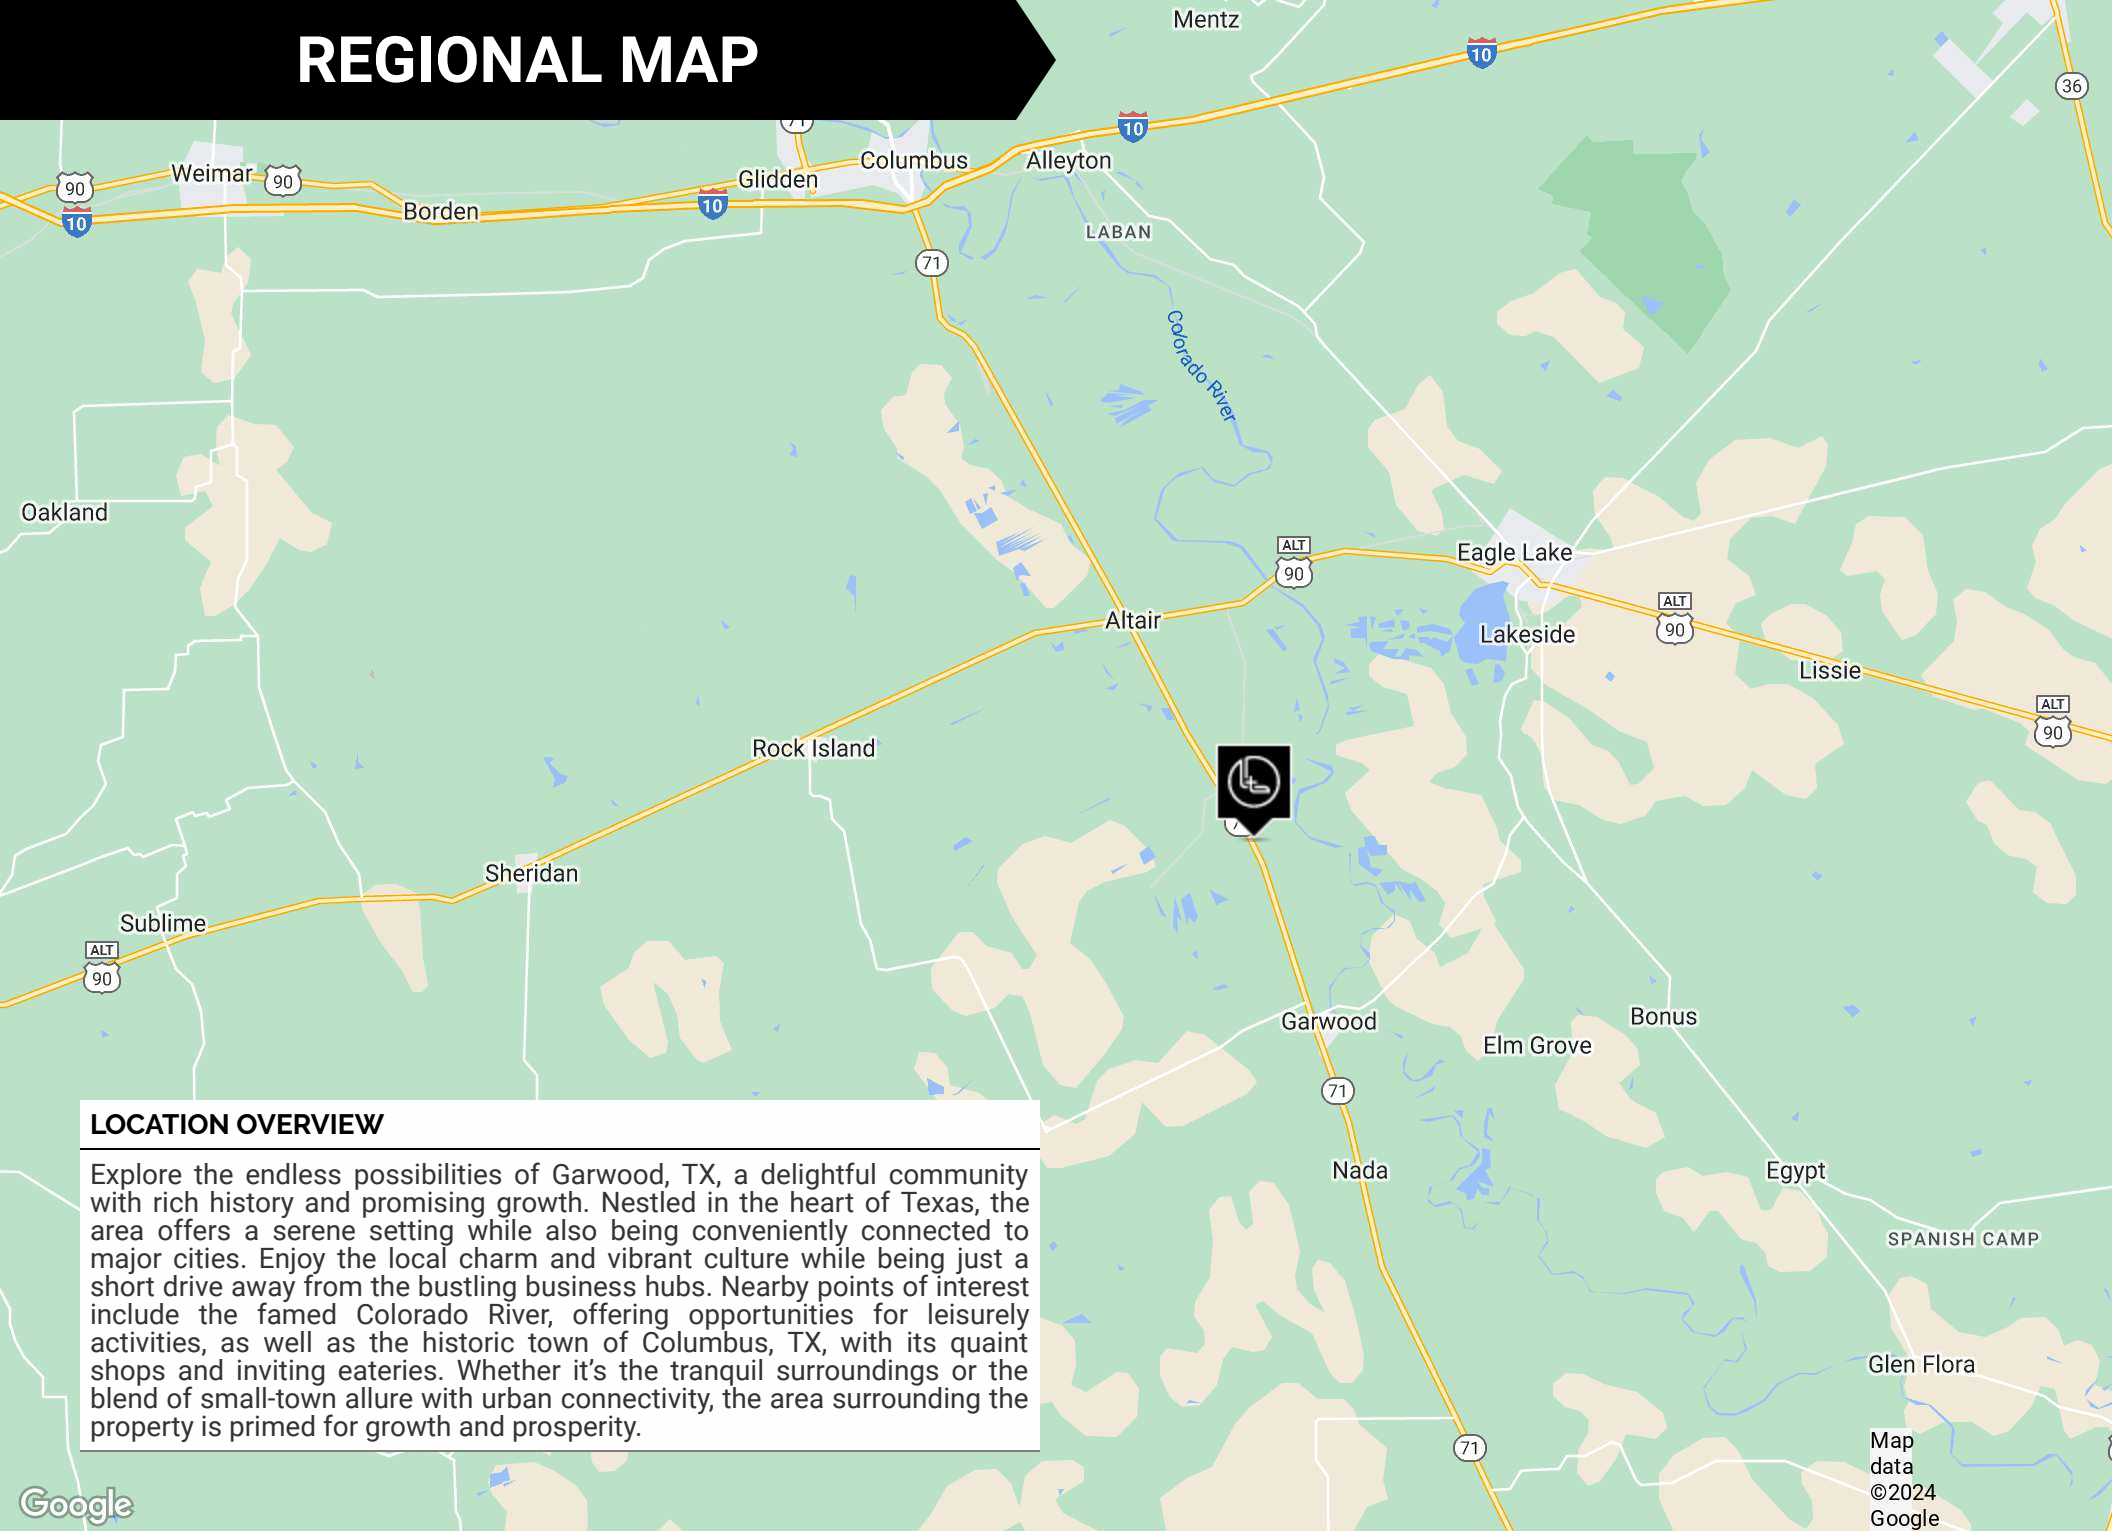 REGIONAL MAP
Mentz
10
36
10
71
Columbus
Alleyton
Weimar
90
90
Glidden
10
Borden
10
LABAN
71
Colorado River
Oakland
ALT
90
Eagle Lake
ALT
90
Altair
Lakeside
Lissie
ALT
90
Rock Island
Sheridan
Sublime
ALT
90
Garwood
Bonus
Elm Grove
71
Nada
Egypt
SPANISH CAMP
Glen Flora
71
LOCATION OVERVIEW
Explore the endless possibilities of Garwood, TX, a delightful community
with rich history and promising growth. Nestled in the heart of Texas, the
area offers a serene setting while also being conveniently connected to
major cities. Enjoy the local charm and vibrant culture while being just a
short drive away from the bustling business hubs. Nearby points of interest
include the famed Colorado River, offering opportunities for leisurely
activities, as well as the historic town of Columbus, TX, with its quaint
shops and inviting eateries. Whether it’s the tranquil surroundings or the
blend of small-town allure with urban connectivity, the area surrounding the
property is primed for growth and prosperity.
Google
Map
data
©2024
Google